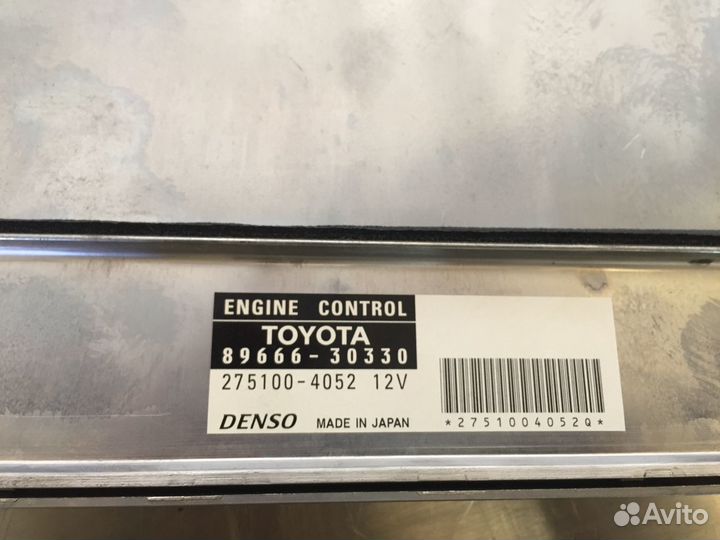 ENGINE CONTROL
TOYOTA
89666-30330
275100-4052 12V
DENSO MADE IN JAPAN
*2751004052Q*
Avito